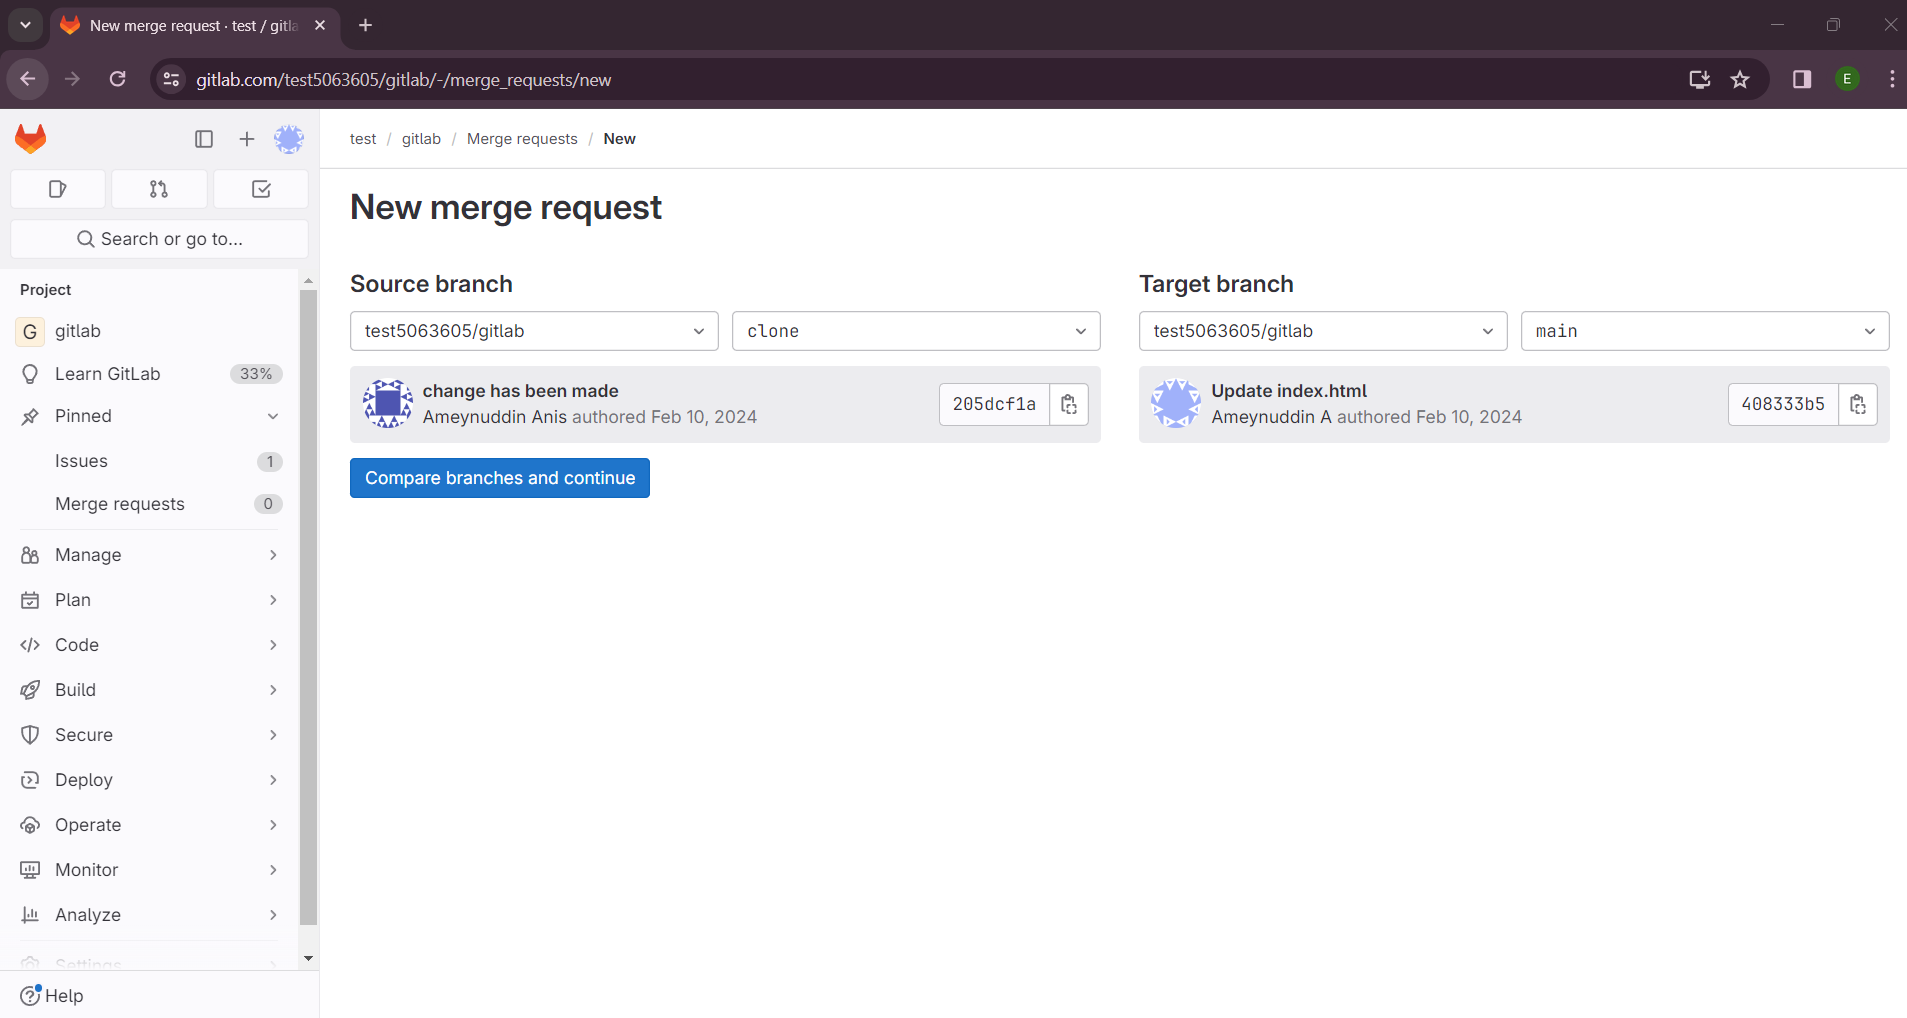 New merge request · test / gitla
gitlab.com/test5063605/gitlab/-/merge_requests/new
E
test / gitlab / Merge requests / New
Search or go to...
Project
G gitlab
Learn GitLab 33%
Pinned
Issues 1
Merge requests 0
Manage
Plan
Code
Build
Secure
Deploy
Operate
Monitor
Analyze
Settings
Help
New merge request
Source branch
test5063605/gitlab clone
change has been made
Ameynuddin Anis authored Feb 10, 2024
205dcf1a
Target branch
test5063605/gitlab main
Update index.html
Ameynuddin A authored Feb 10, 2024
408333b5
Compare branches and continue